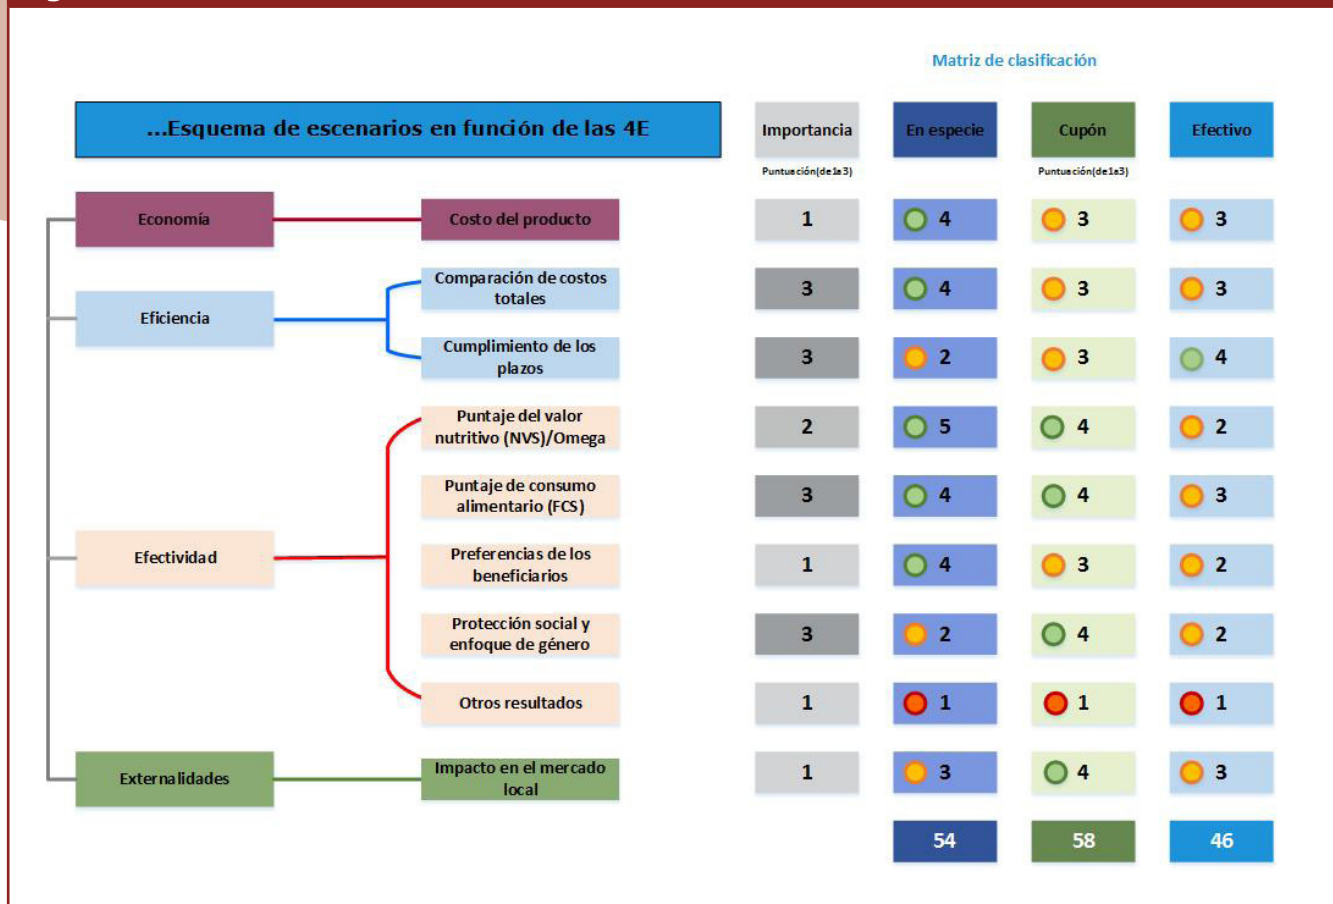 Matriz de clasificación
...Esquema de escenarios en función de las 4E
Importancia
En especie
Cupón
Efectivo
Puntuación(de1a3)
Puntuación(de1a3)
Economía
Costo del producto
1
4
3
3
Eficiencia
Comparación de costos
totales
3
4
3
3
Cumplimiento de los
plazos
3
2
3
4
Puntaje del valor
nutritivo (NVS)/Omega
2
5
4
2
Puntaje de consumo
alimentario (FCS)
3
4
4
3
Efectividad
Preferencias de los
beneficiarios
1
4
3
2
Protección social y
enfoque de género
3
2
4
2
Otros resultados
1
1
1
1
Externalidades
Impacto en el mercado
local
1
3
4
3
54
58
46